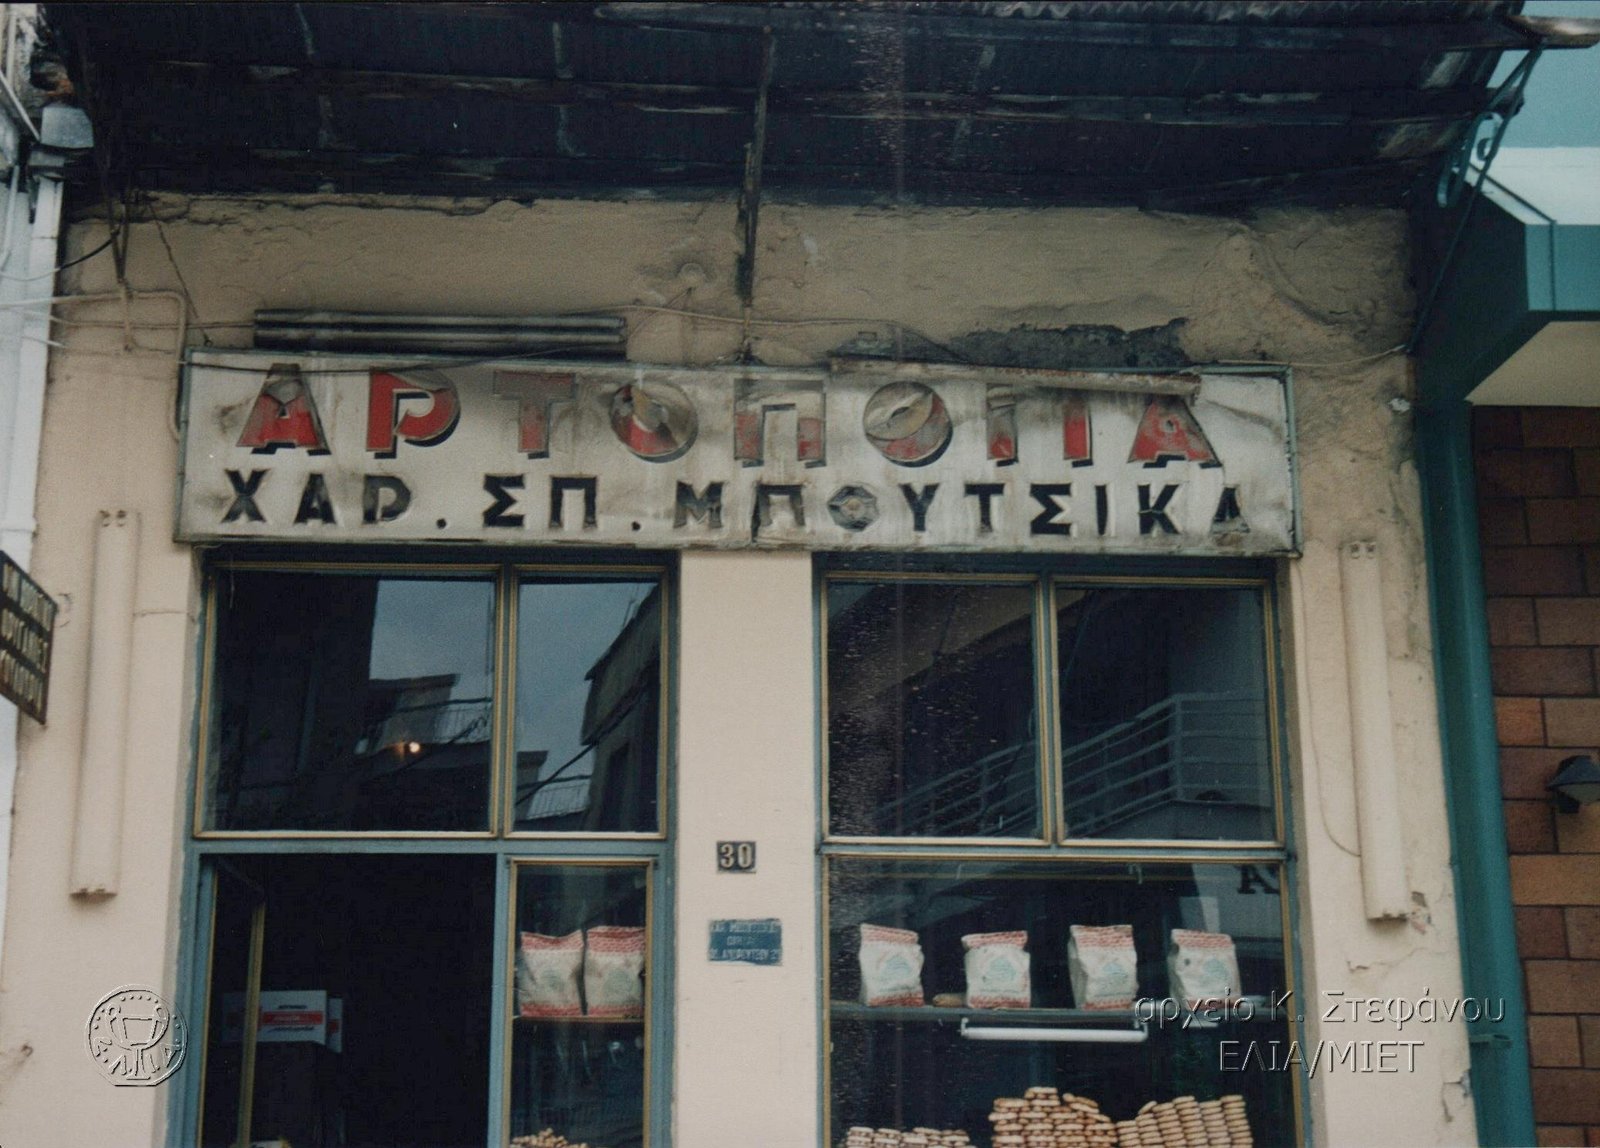 ΑΡΤΟΠΟΙΙΑ
ΧΑΡ. ΣΠ. ΜΠΟΥΤΣΙΚΑ
30
αρχείο Κ. Στεφάνου
ΕΛΙΑ/ΜΙΕΤ